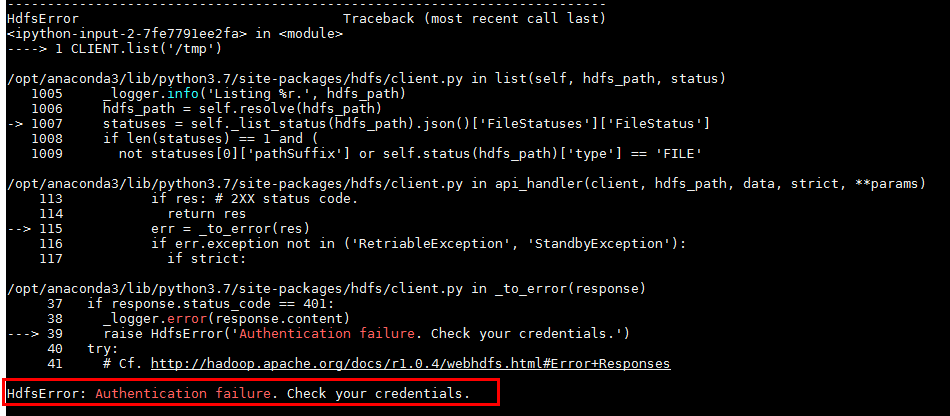 ---------------------------------------------------------------------------
HdfsError                                 Traceback (most recent call last)
<ipython-input-2-7fe7791ee2fa> in <module>
----> 1 CLIENT.list('/tmp')
/opt/anaconda3/lib/python3.7/site-packages/hdfs/client.py in list(self, hdfs_path, status)
   1005     _logger.info('Listing %r.', hdfs_path)
   1006     hdfs_path = self.resolve(hdfs_path)
-> 1007     statuses = self._list_status(hdfs_path).json()['FileStatuses']['FileStatus']
   1008     if len(statuses) == 1 and (
   1009       not statuses[0]['pathSuffix'] or self.status(hdfs_path)['type'] == 'FILE'
/opt/anaconda3/lib/python3.7/site-packages/hdfs/client.py in api_handler(client, hdfs_path, data, strict, **params)
    113           if res: # 2XX status code.
    114             return res
--> 115           err = _to_error(res)
    116           if err.exception not in ('RetriableException', 'StandbyException'):
    117             if strict:
/opt/anaconda3/lib/python3.7/site-packages/hdfs/client.py in _to_error(response)
     37   if response.status_code == 401:
     38     _logger.error(response.content)
---> 39     raise HdfsError('Authentication failure. Check your credentials.')
     40   try:
     41     # Cf. http://hadoop.apache.org/docs/r1.0.4/webhdfs.html#Error+Responses
HdfsError: Authentication failure. Check your credentials.